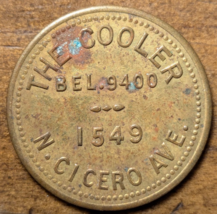 THE COOLER
BEL. 9400
1549
N. CICERO AVE.